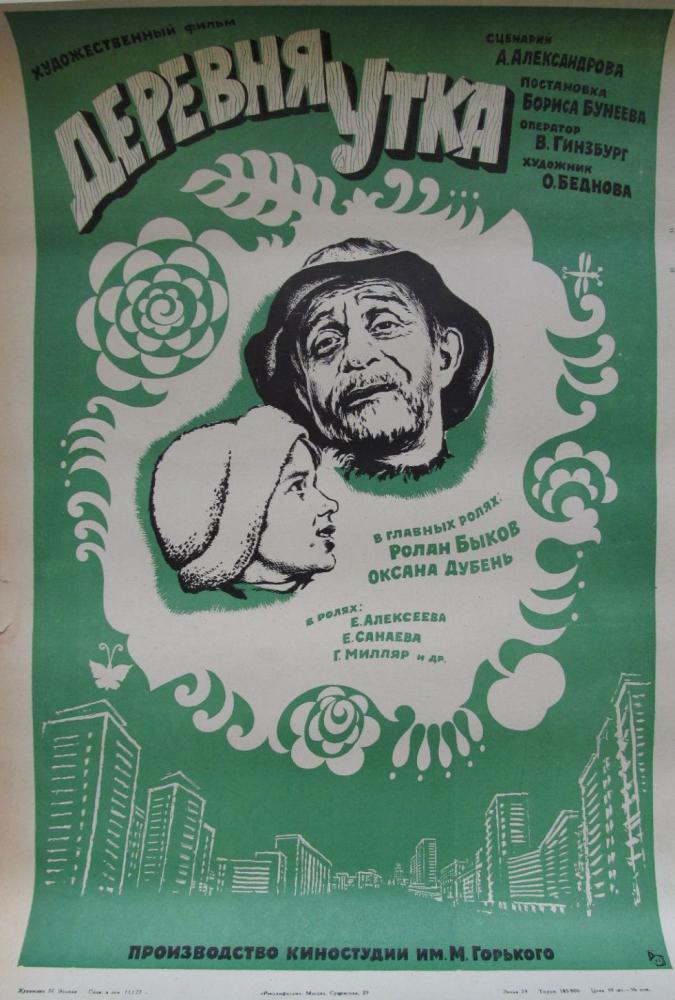 ХУДОЖЕСТВЕННЫЙ ФИЛЬМ
ДЕРЕВНЯ УТКА
СЦЕНАРИЙ
А. АЛЕКСАНДРОВА
ПОСТАНОВКА
БОРИСА БУНЕЕВА
ОПЕРАТОР
В. ГИНЗБУРГ
ХУДОЖНИК
О. БЕДНОВА
В ГЛАВНЫХ РОЛЯХ:
РОЛАН БЫКОВ
ОКСАНА ДУБЕНЬ
В РОЛЯХ:
Е. АЛЕКСЕЕВА
Е. САНАЕВА
Г. МИЛЛЯР И ДР.
ПРОИЗВОДСТВО КИНОСТУДИИ ИМ. М. ГОРЬКОГО